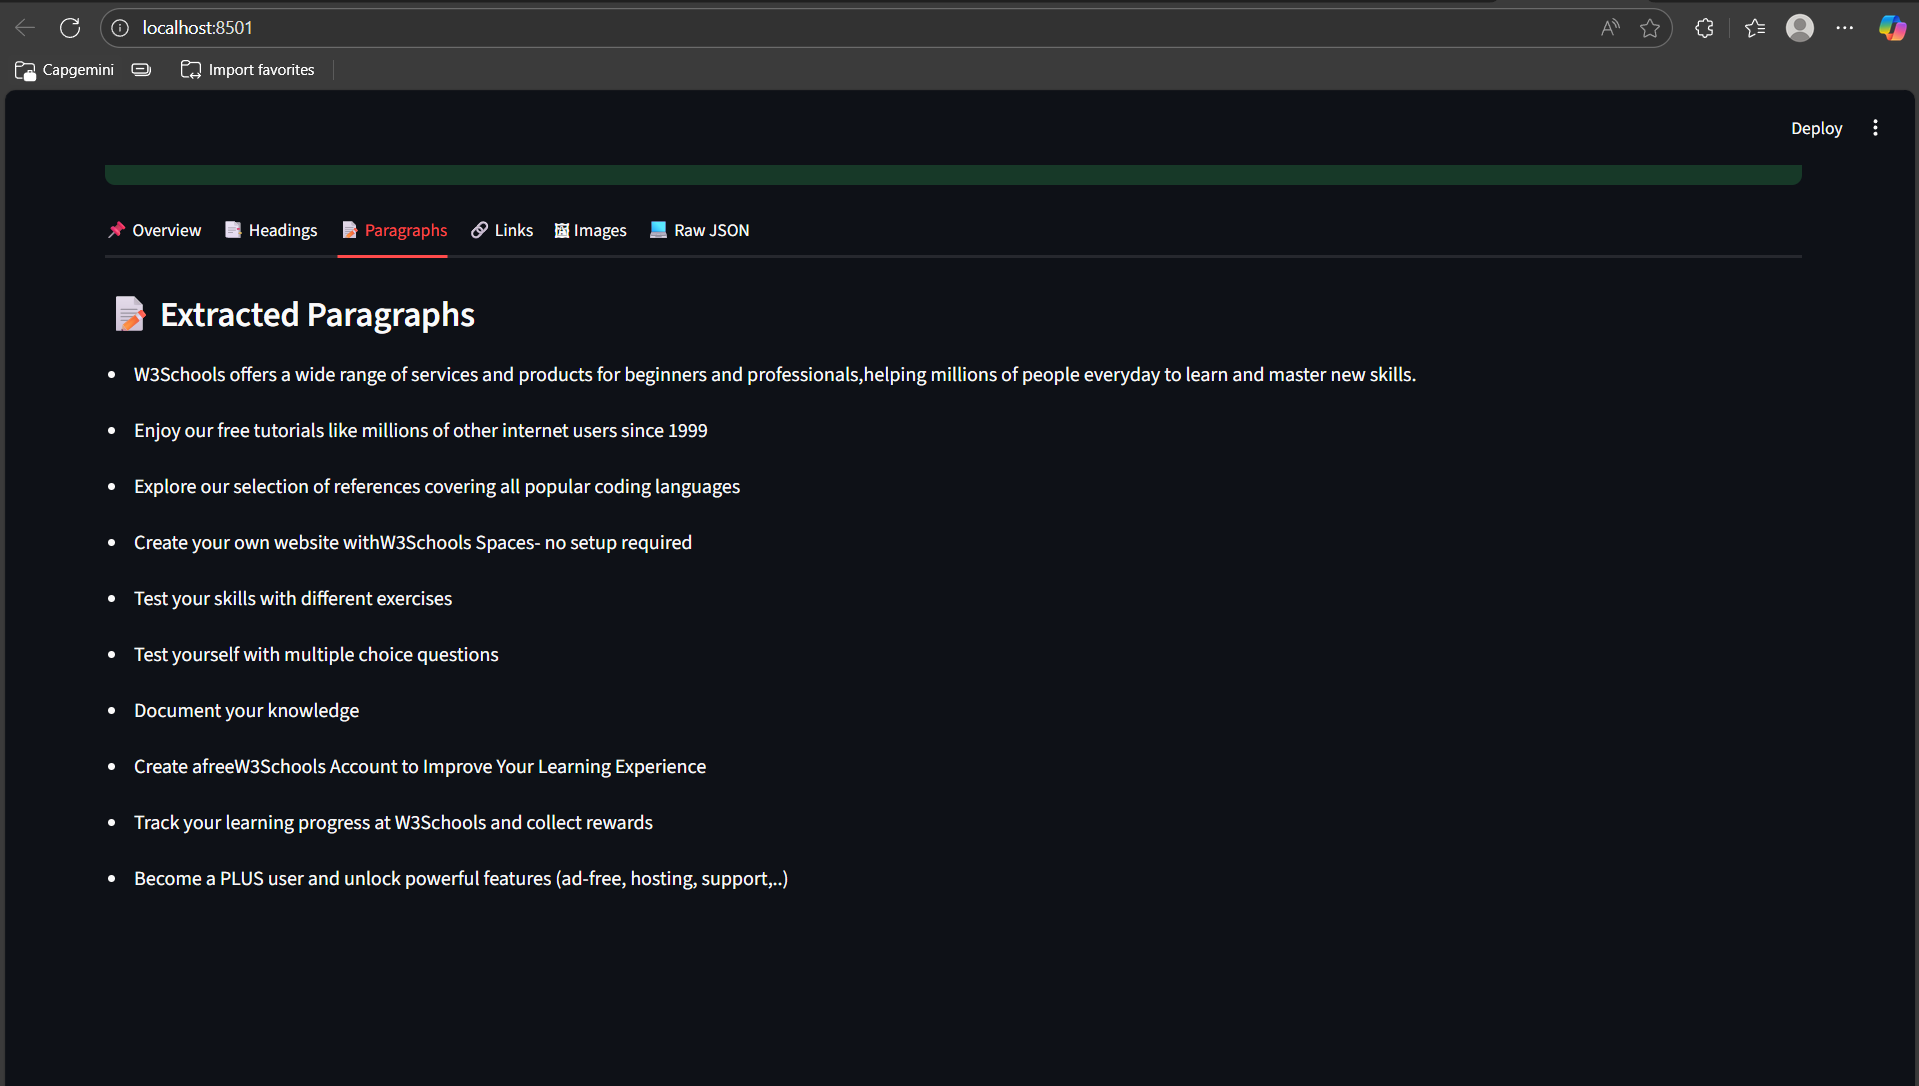 localhost:8501
Capgemini
Import favorites
Deploy
Overview Headings Paragraphs Links Images Raw JSON
Extracted Paragraphs
• W3Schools offers a wide range of services and products for beginners and professionals,helping millions of people everyday to learn and master new skills.
• Enjoy our free tutorials like millions of other internet users since 1999
• Explore our selection of references covering all popular coding languages
• Create your own website withW3Schools Spaces- no setup required
• Test your skills with different exercises
• Test yourself with multiple choice questions
• Document your knowledge
• Create afreeW3Schools Account to Improve Your Learning Experience
• Track your learning progress at W3Schools and collect rewards
• Become a PLUS user and unlock powerful features (ad-free, hosting, support,..)